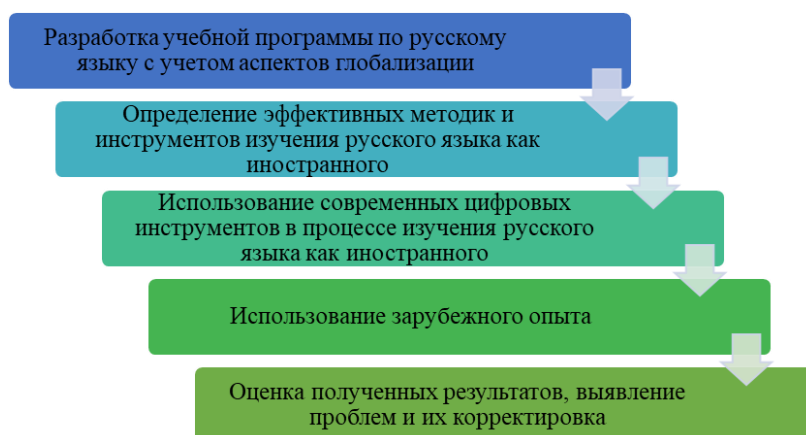 Разработка учебной программы по русскому
языку с учетом аспектов глобализации
Определение эффективных методик и
инструментов изучения русского языка как
иностранного
Использование современных цифровых
инструментов в процессе изучения русского
языка как иностранного
Использование зарубежного опыта
Оценка полученных результатов, выявление
проблем и их корректировка